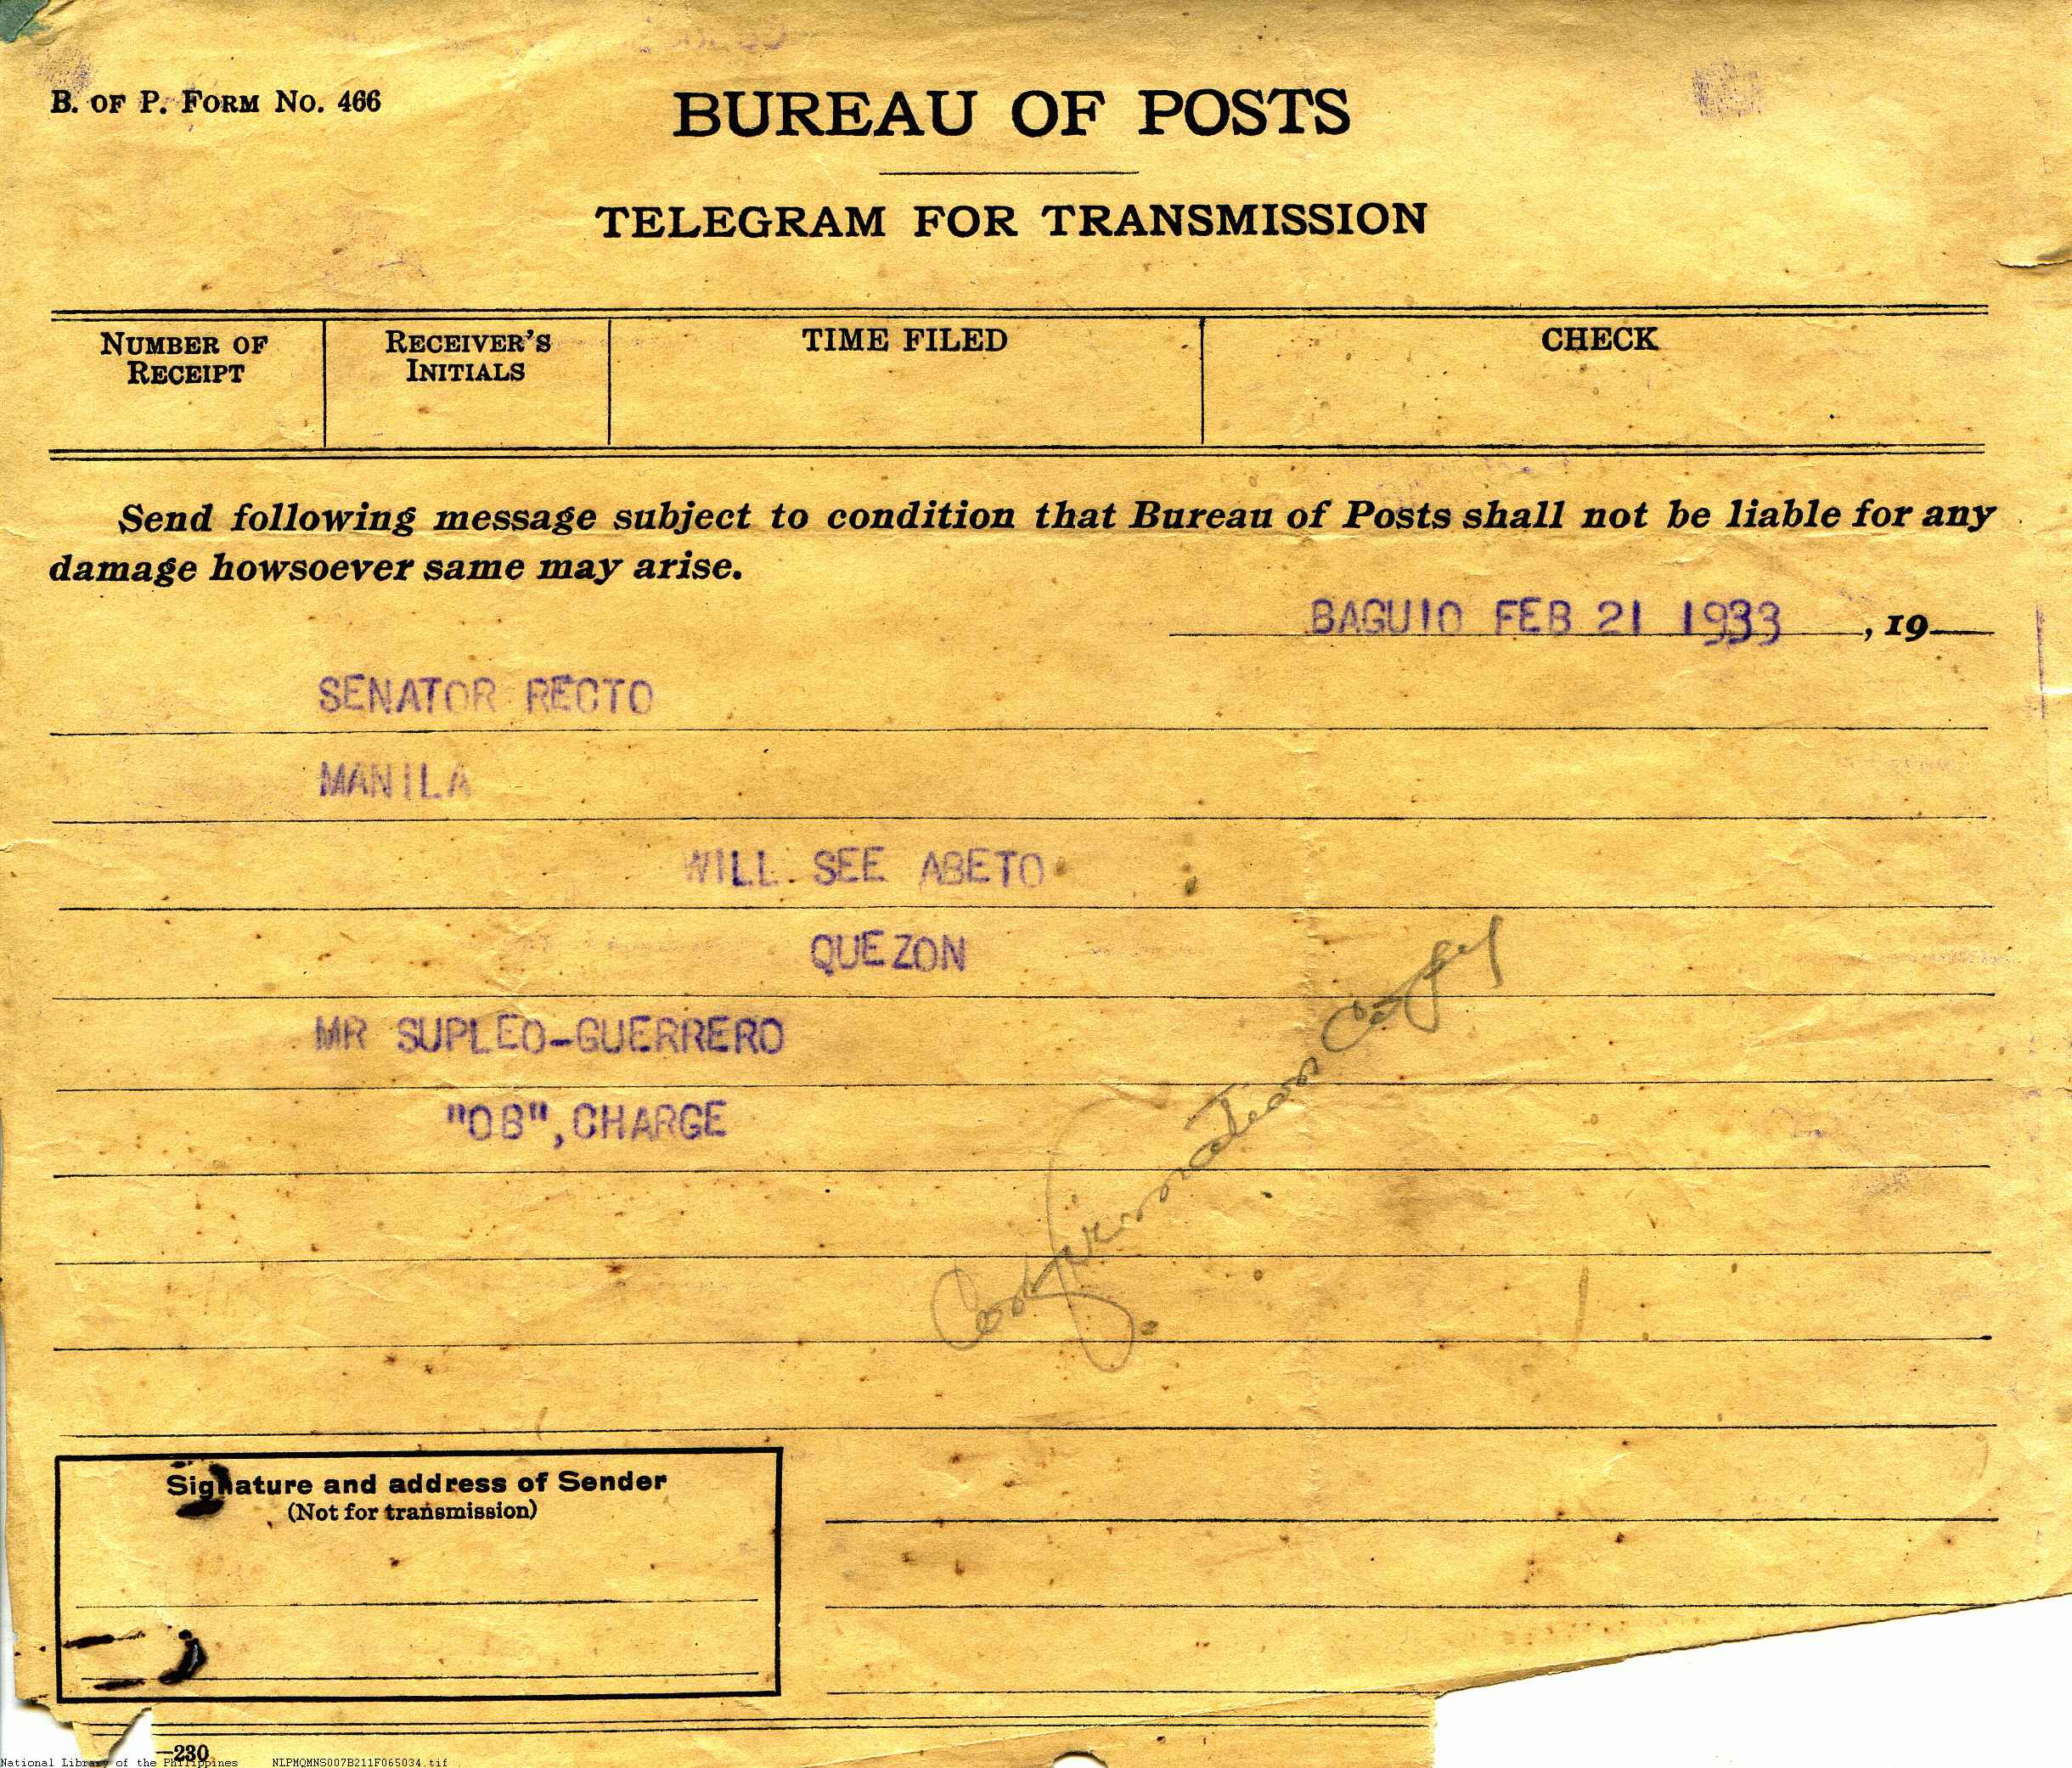 B. OF P. FORM NO. 466
BUREAU OF POSTS
TELEGRAM FOR TRANSMISSION
NUMBER OF RECEIPT
RECEIVER'S INITIALS
TIME FILED
CHECK
Send following message subject to condition that Bureau of Posts shall not be liable for any
damage howsoever same may arise.
BAGUIO FEB 21 1933 , 19
SENATOR RECTO
MANILA
WILL SEE ABETO
QUEZON
MR SUPLEO-GUERRERO
"OB", CHARGE
Confirmation Copy
Signature and address of Sender
(Not for transmission)
—230
National Library of the Philippines NLPMQMNS007B211F065034.tif